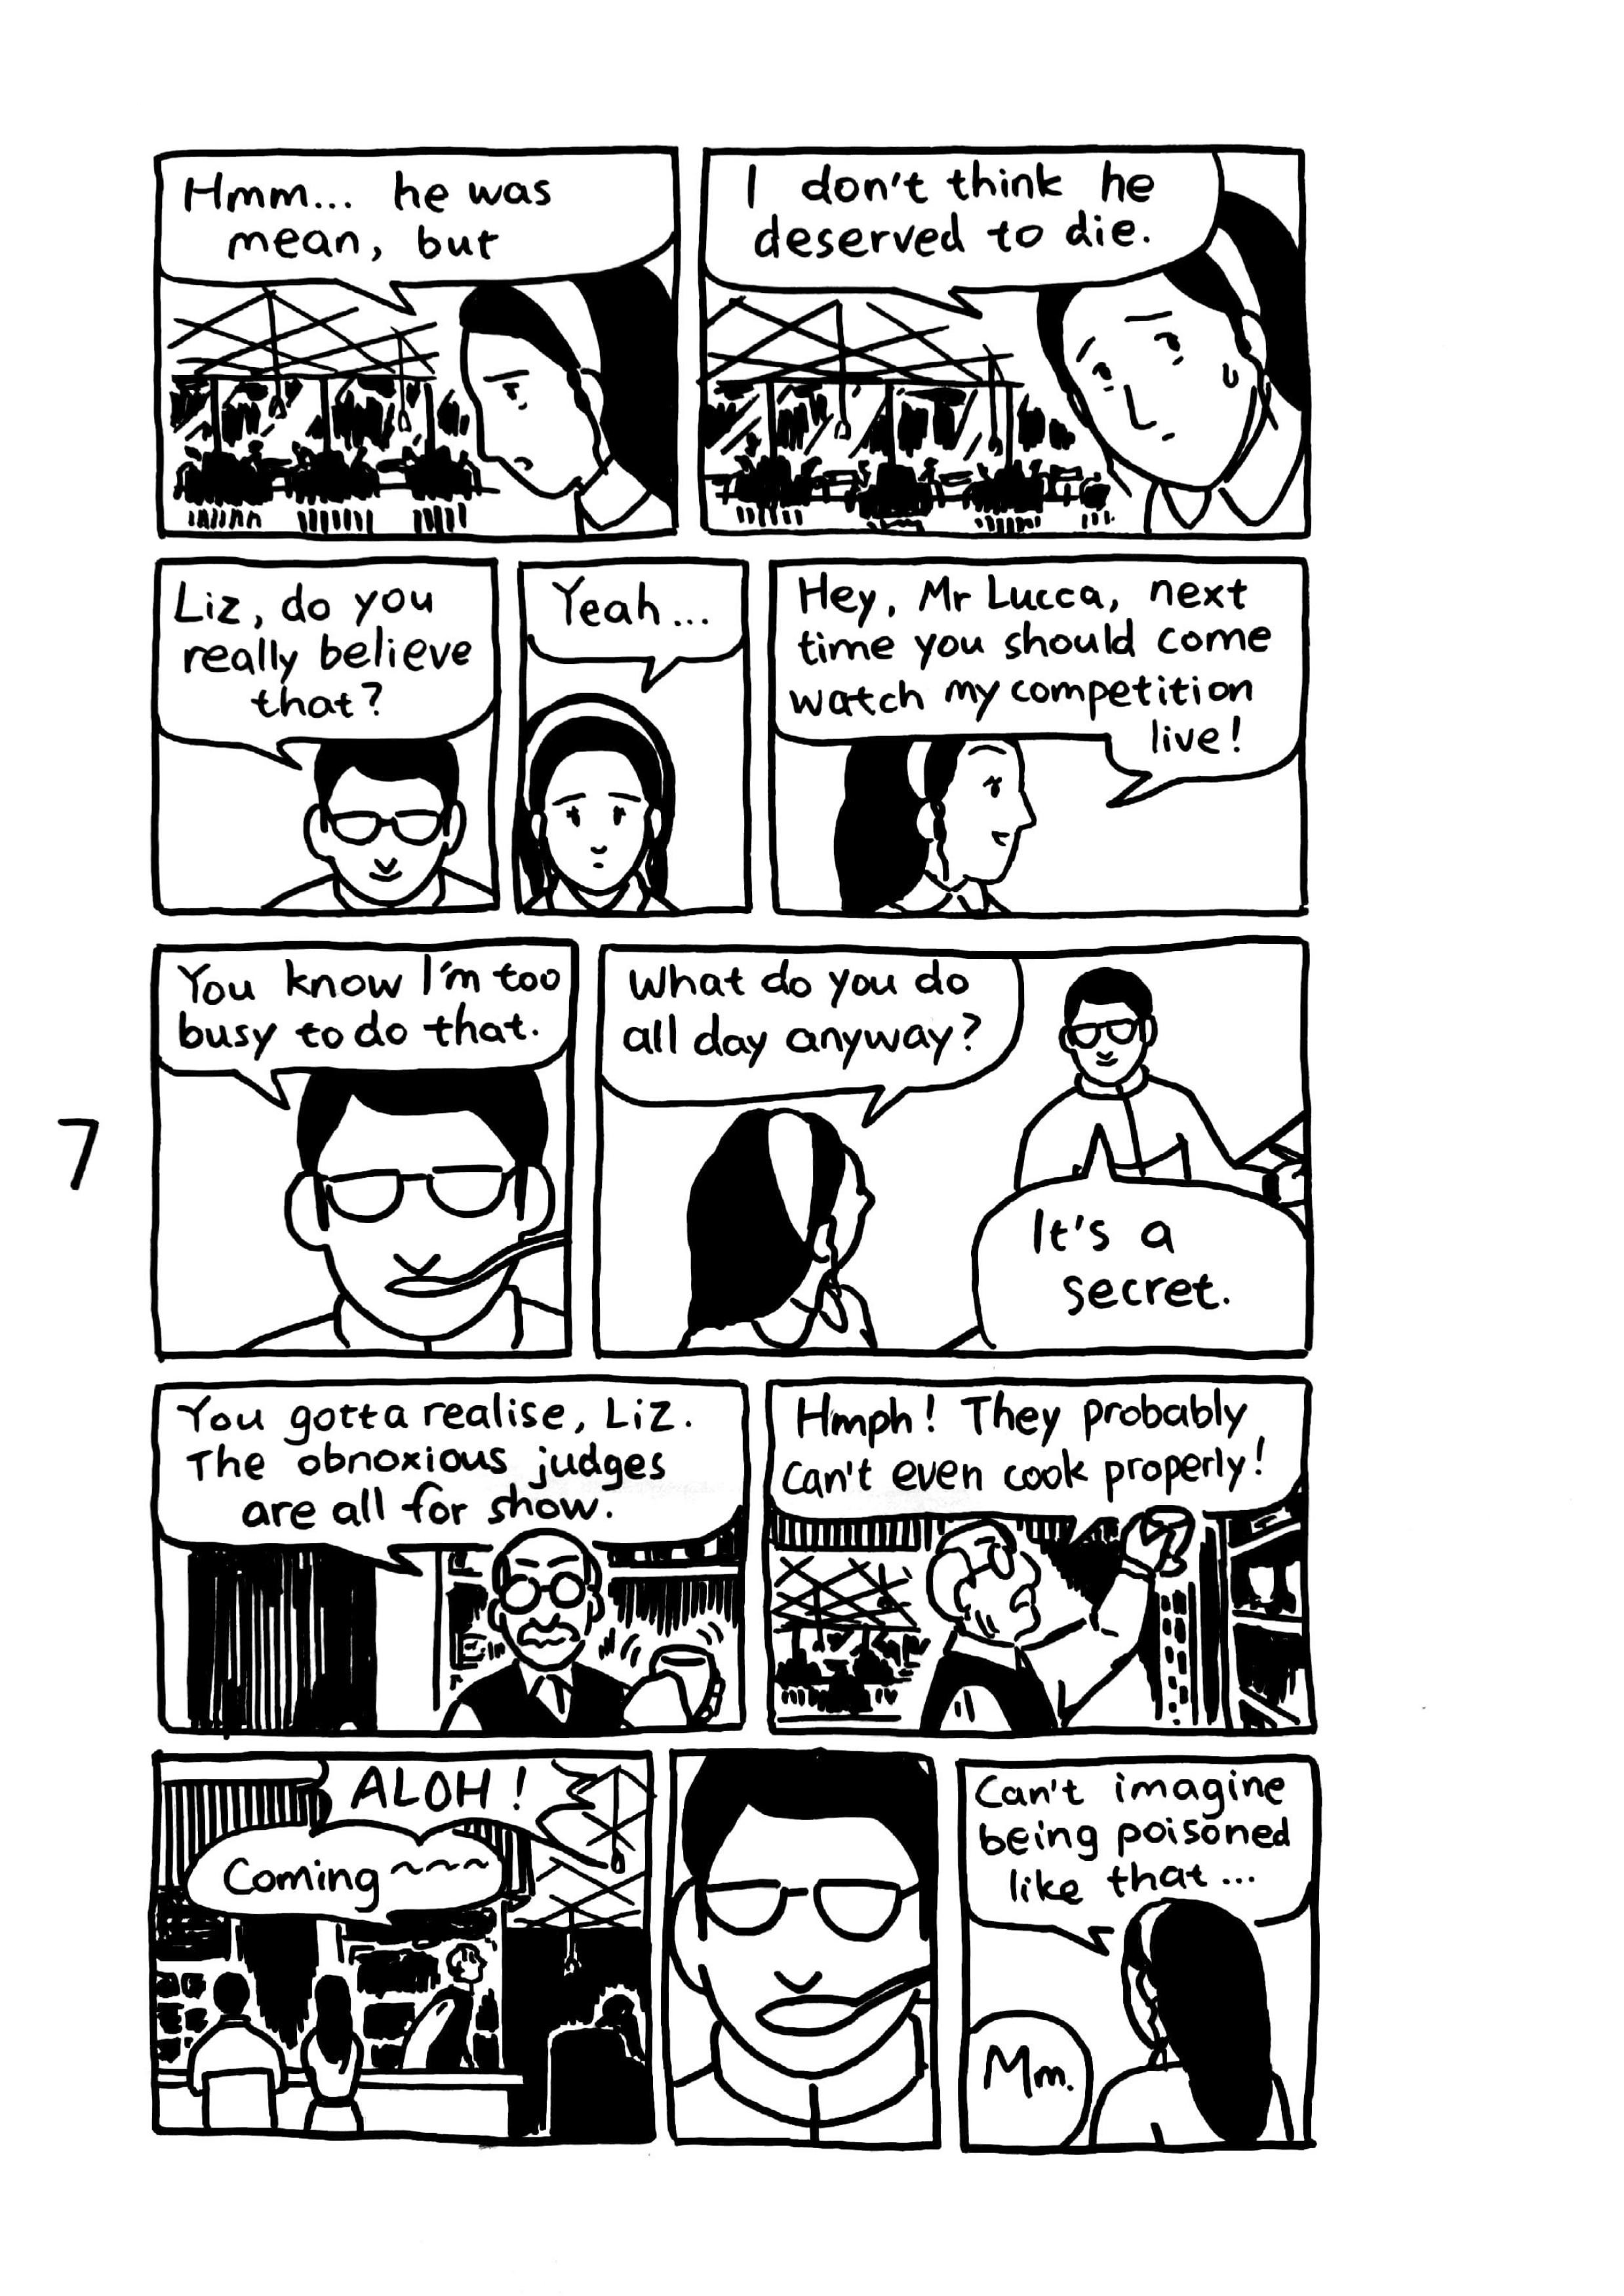 Hmm... he was
mean, but
I don't think he
deserved to die.
Liz, do you
really believe
that?
Yeah...
Hey, Mr Lucca, next
time you should come
watch my competition
live!
You know I'm too
busy to do that.
What do you do
all day anyway?
It's a
secret.
7
You gotta realise, Liz.
The obnoxious judges
are all for show.
Hmph! They probably
can't even cook properly!
ALOH!
Coming~~~
Can't imagine
being poisoned
like that...
Mm.